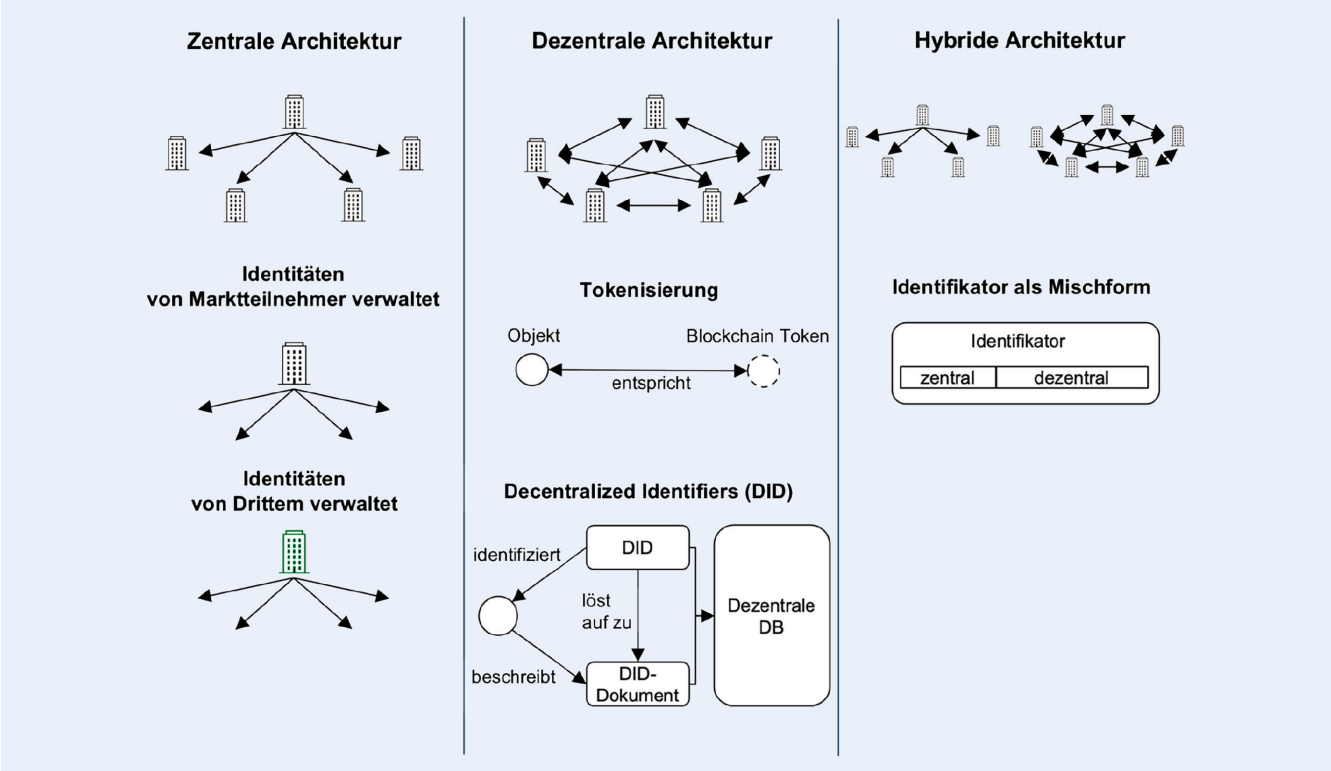 Zentrale Architektur
Identitäten
von Marktteilnehmer verwaltet
Identitäten
von Drittem verwaltet
Dezentrale Architektur
Tokenisierung
Objekt
Blockchain Token
entspricht
Decentralized Identifiers (DID)
identifiziert
DID
löst
auf zu
Dezentrale
DB
beschreibt
DID-
Dokument
Hybride Architektur
Identifikator als Mischform
Identifikator
zentral
dezentral